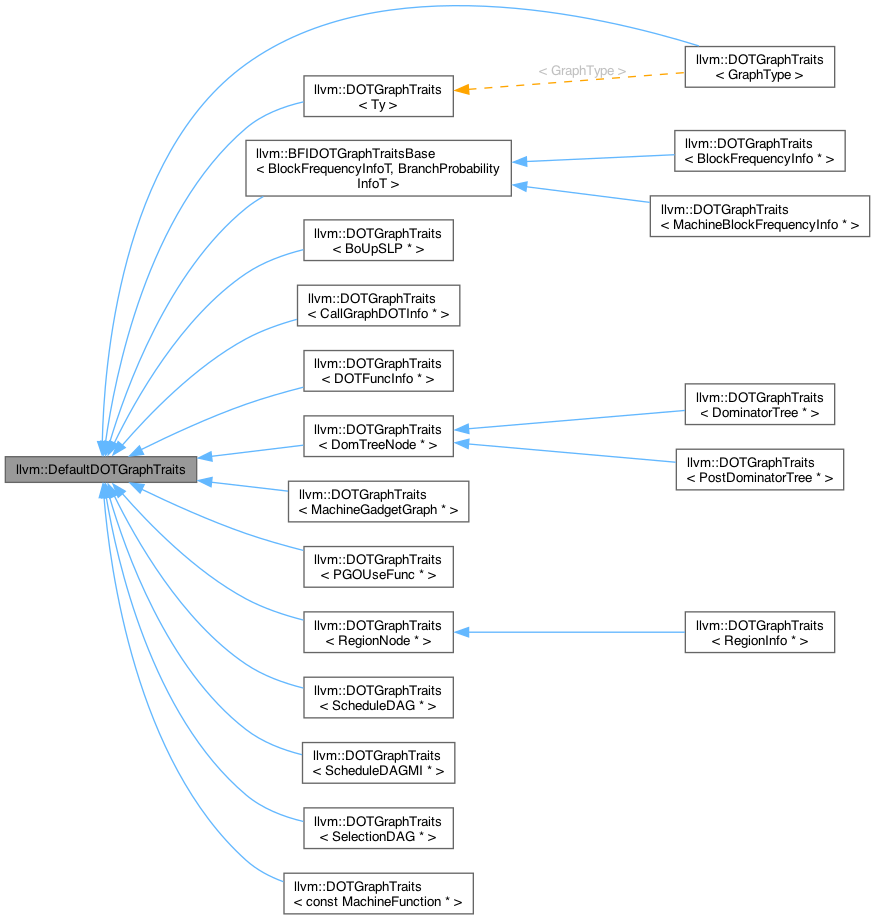 llvm::DOTGraphTraits
< GraphType >
< GraphType >
llvm::DOTGraphTraits
< Ty >
llvm::BFIDOTGraphTraitsBase
< BlockFrequencyInfoT, BranchProbability
InfoT >
llvm::DOTGraphTraits
< BlockFrequencyInfo * >
llvm::DOTGraphTraits
< MachineBlockFrequencyInfo * >
llvm::DOTGraphTraits
< BoUpSLP * >
llvm::DOTGraphTraits
< CallGraphDOTInfo * >
llvm::DOTGraphTraits
< DOTFuncInfo * >
llvm::DOTGraphTraits
< DominatorTree * >
llvm::DOTGraphTraits
< DomTreeNode * >
llvm::DOTGraphTraits
< PostDominatorTree * >
llvm::DefaultDOTGraphTraits
llvm::DOTGraphTraits
< MachineGadgetGraph * >
llvm::DOTGraphTraits
< PGOUseFunc * >
llvm::DOTGraphTraits
< RegionNode * >
llvm::DOTGraphTraits
< RegionInfo * >
llvm::DOTGraphTraits
< ScheduleDAG * >
llvm::DOTGraphTraits
< ScheduleDAGMI * >
llvm::DOTGraphTraits
< SelectionDAG * >
llvm::DOTGraphTraits
< const MachineFunction * >